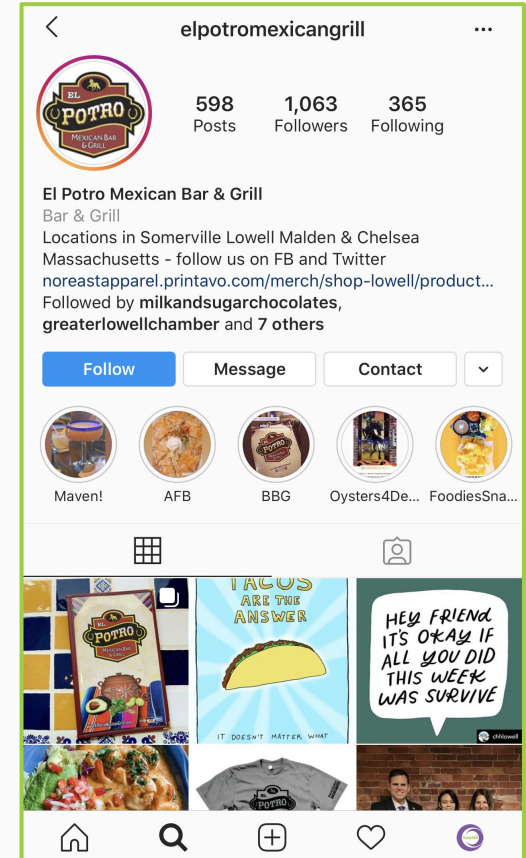 elpotromexicangrill
EL
POTRO
MEXICAN BAR
& GRILL
598
Posts
1,063
Followers
365
Following
El Potro Mexican Bar & Grill
Bar & Grill
Locations in Somerville Lowell Malden & Chelsea
Massachusetts - follow us on FB and Twitter
noreastapparel.printavo.com/merch/shop-lowell/product...
Followed by milkandsugarchocolates,
greaterlowellchamber and 7 others
Follow
Message
Contact
POTRO
Maven!
AFB
BBG
Oysters4De...
FoodiesSna...
EL
POTRO
MEXICAN BAR
& GRILL
TACOS
ARE THE
ANSWER
IT DOESN'T MATTER WHAT
HEY FRIEND
IT'S OKAY IF
ALL YOU DID
THIS WEEK
WAS SURVIVE
chhlowell
EL
POTRO